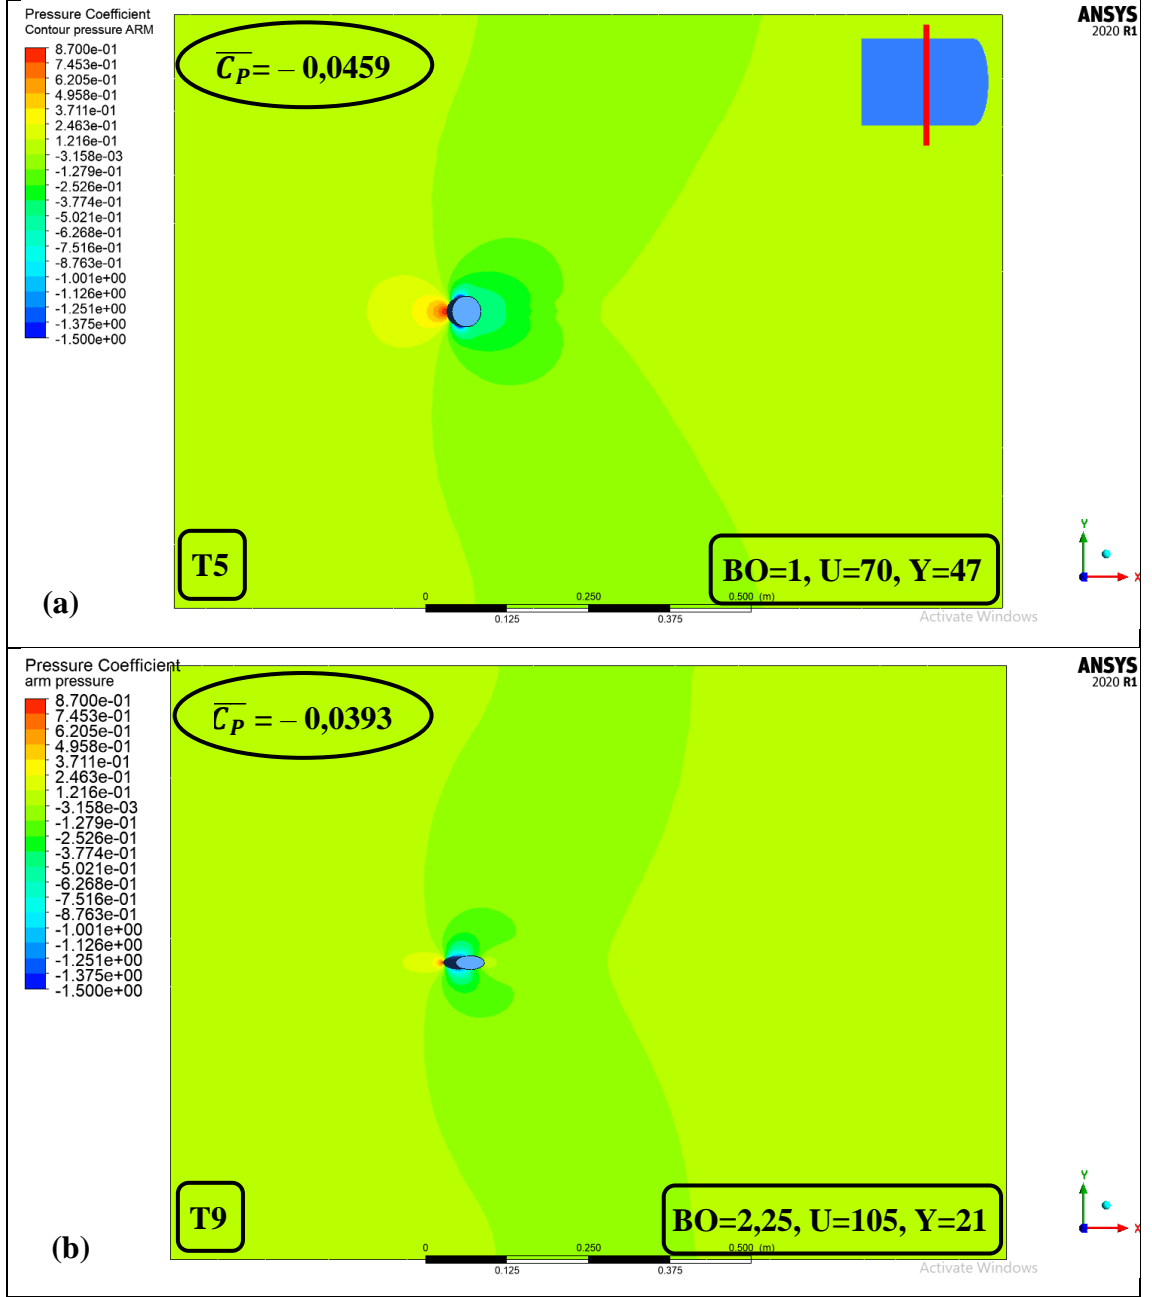 Pressure Coefficient
Contour pressure ARM
8.700e-01
7.453e-01
6.205e-01
4.958e-01
3.711e-01
2.463e-01
1.216e-01
-3.158e-03
-1.279e-01
-2.526e-01
-3.774e-01
-5.021e-01
-6.268e-01
-7.516e-01
-8.763e-01
-1.001e+00
-1.126e+00
-1.251e+00
-1.375e+00
-1.500e+00
C̅_P̅= – 0,0459
ANSYS
2020 R1
T5
BO=1, U=70, Y=47
(a)
0 0.250 0.500 (m)
0.125 0.375
Y
X
Activate Windows
Pressure Coefficient
arm pressure
8.700e-01
7.453e-01
6.205e-01
4.958e-01
3.711e-01
2.463e-01
1.216e-01
-3.158e-03
-1.279e-01
-2.526e-01
-3.774e-01
-5.021e-01
-6.268e-01
-7.516e-01
-8.763e-01
-1.001e+00
-1.126e+00
-1.251e+00
-1.375e+00
-1.500e+00
C̅_P̅ = – 0,0393
ANSYS
2020 R1
T9
BO=2,25, U=105, Y=21
(b)
0 0.250 0.500 (m)
0.125 0.375
Y
X
Activate Windows